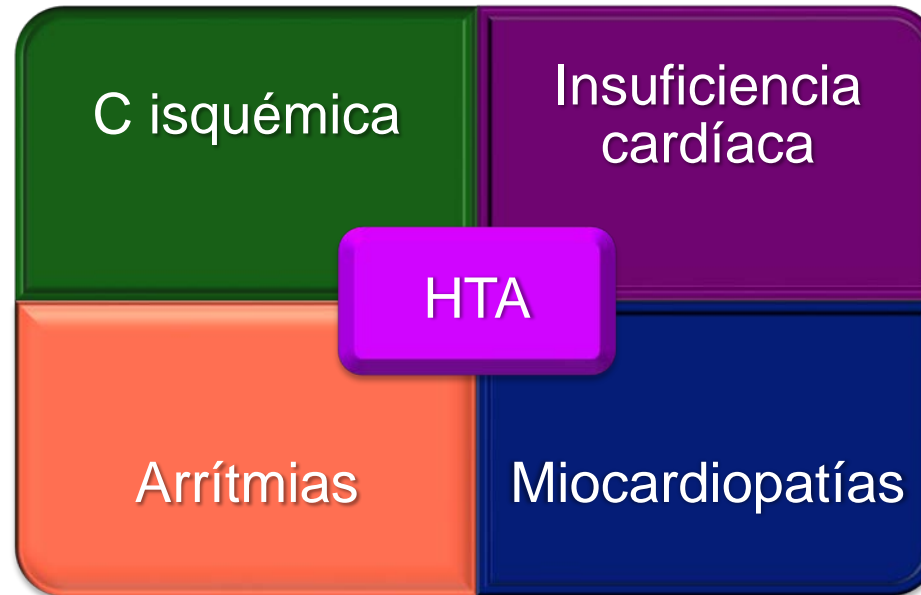 C isquémica
Insuficiencia
cardíaca
HTA
Arrítmias
Miocardiopatías